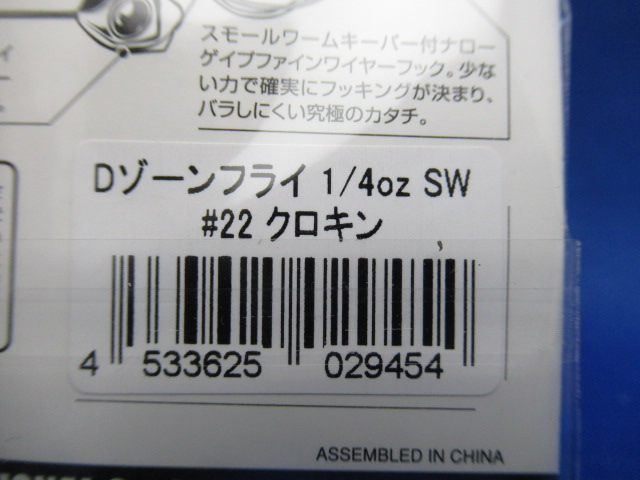 スモールワームキーパー付ナロー
ゲイプファインワイヤーフック。少な
い力で確実にフッキングが決まり、
バラしにくい究極のカタチ。
Dゾーンフライ 1/4oz SW
#22 クロキン
4 533625 029454
ASSEMBLED IN CHINA